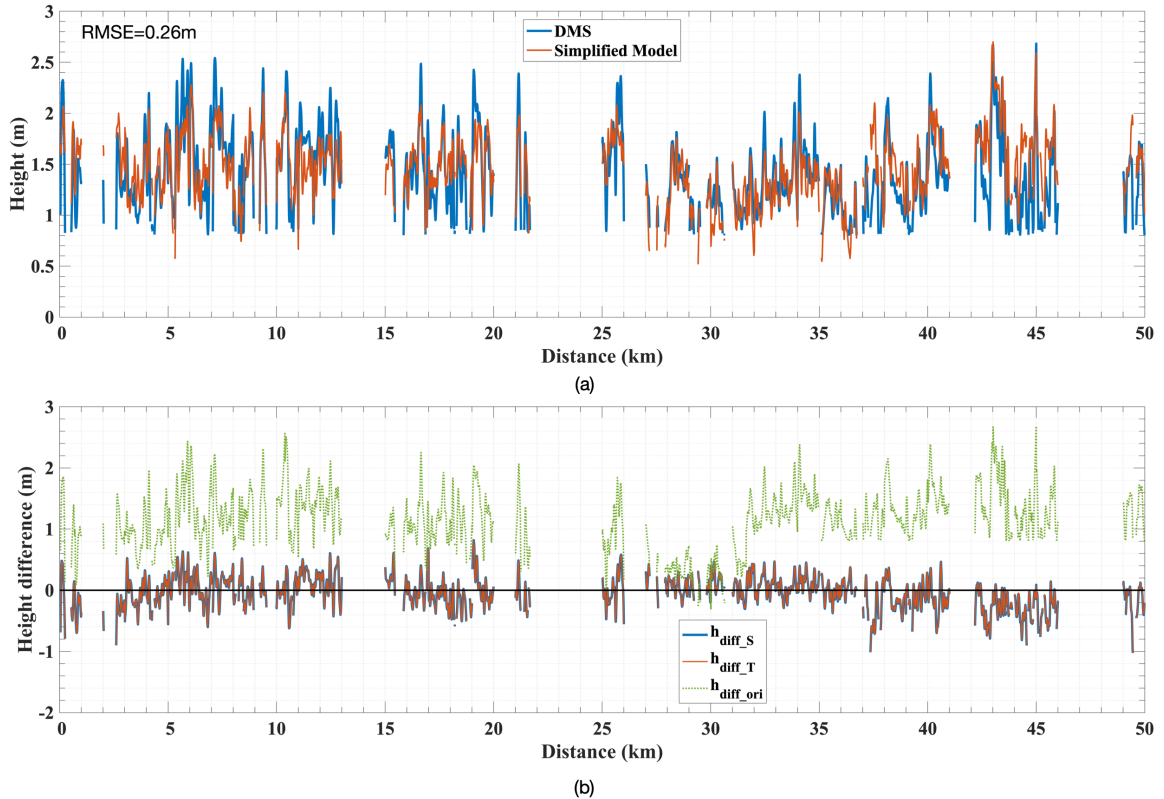 3
2.5
2
1.5
1
0.5
0
RMSE=0.26m
DMS
Simplified Model
Height (m)
0 5 10 15 20 25 30 35 40 45 50
Distance (km)
(a)
3
2
1
0
-1
-2
Height difference (m)
h_diff_S
h_diff_T
h_diff_ori
0 5 10 15 20 25 30 35 40 45 50
Distance (km)
(b)